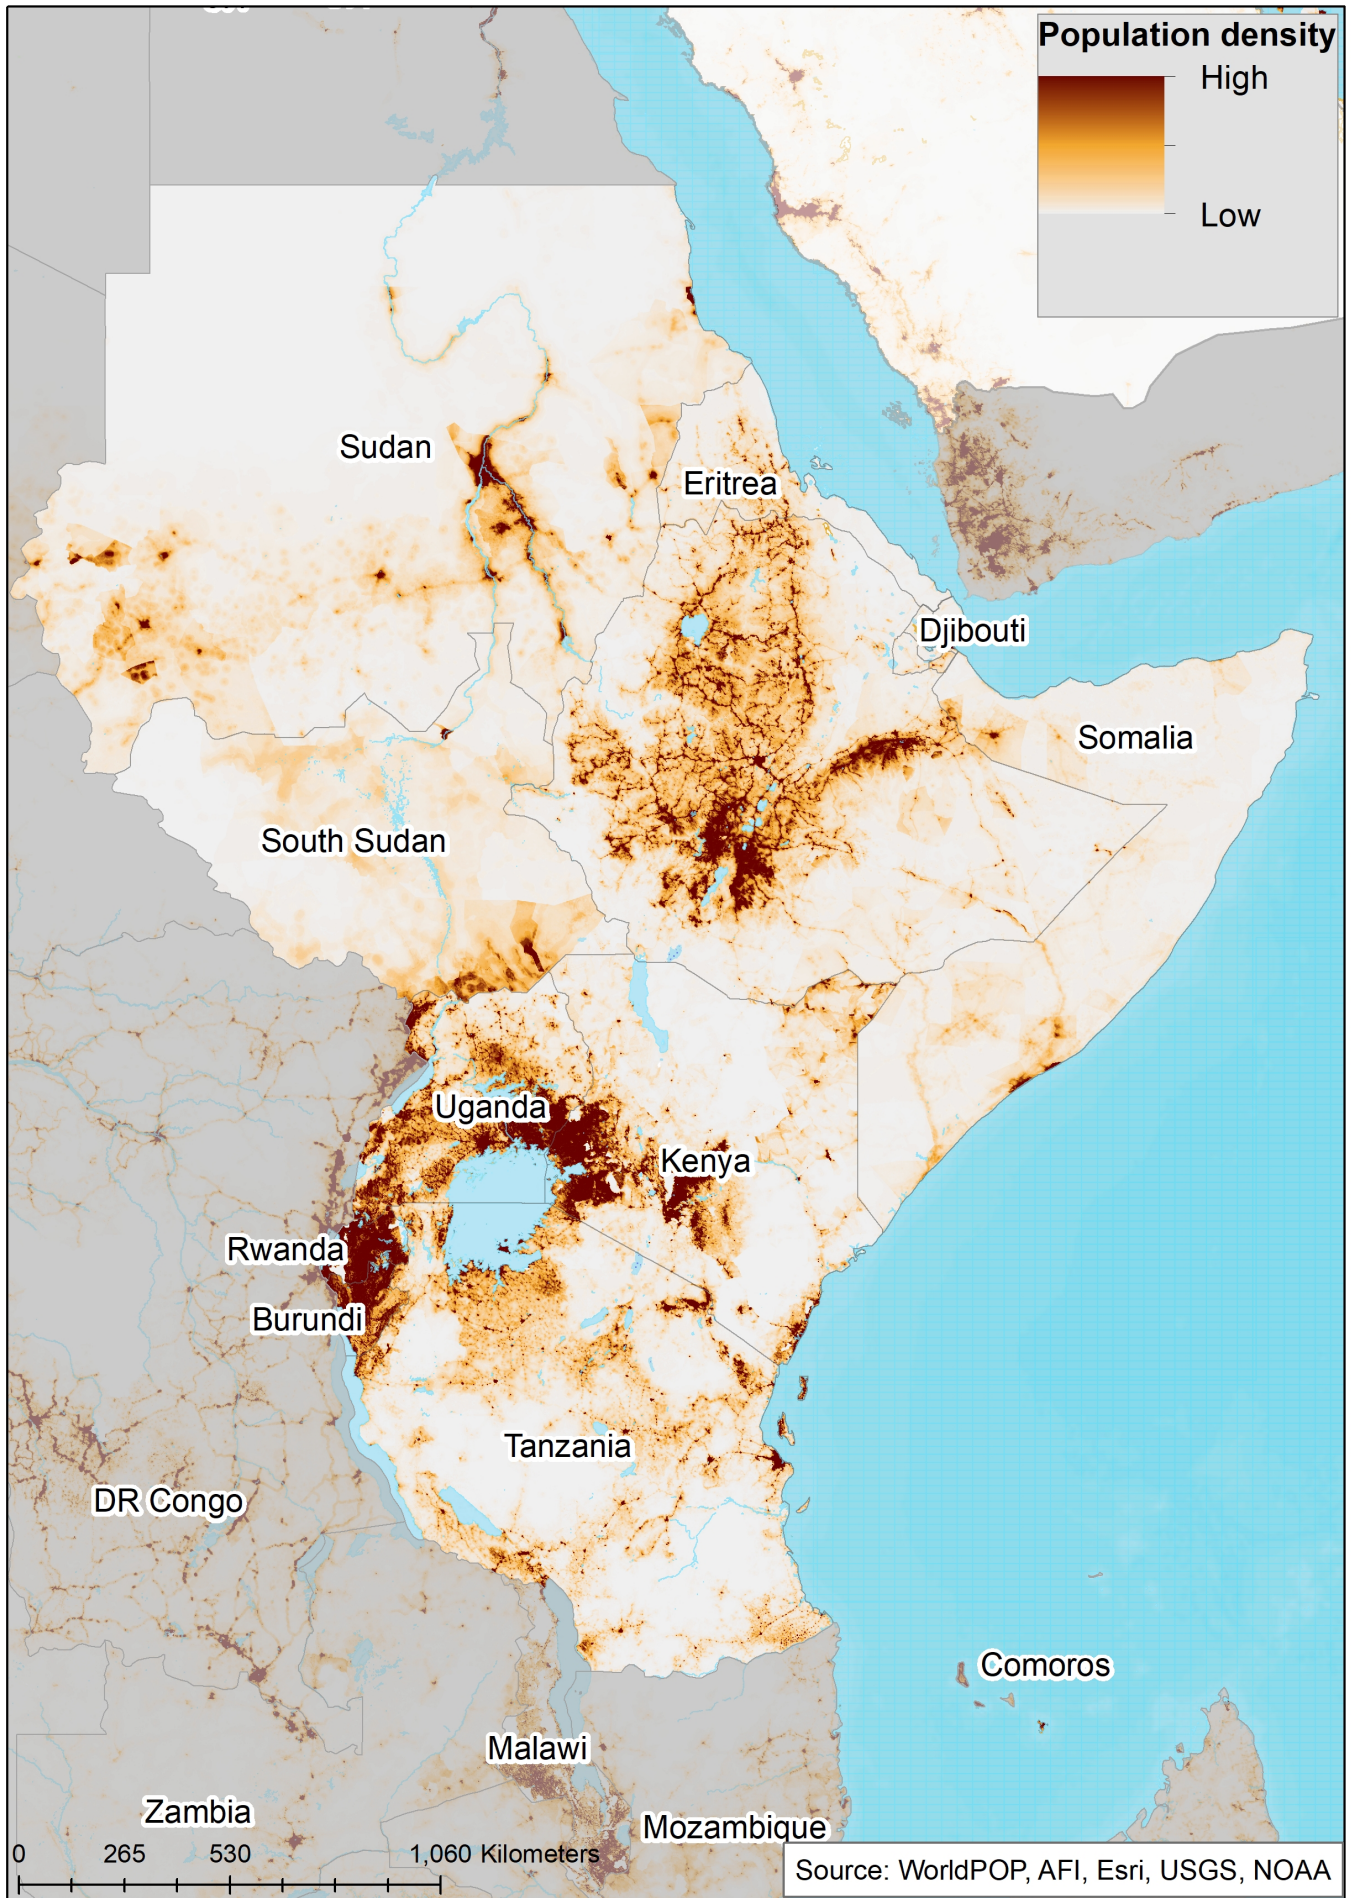 Population density
High
Low
Sudan
Eritrea
Djibouti
Somalia
South Sudan
Uganda
Kenya
Rwanda
Burundi
Tanzania
DR Congo
Comoros
Malawi
Zambia
Mozambique
0 265 530 1,060 Kilometers
Source: WorldPOP, AFI, Esri, USGS, NOAA